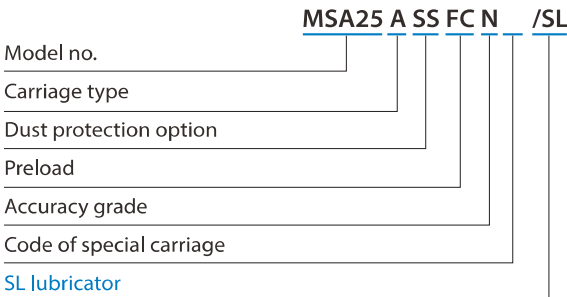 MSA25 A SS FC N /SL
Model no.
Carriage type
Dust protection option
Preload
Accuracy grade
Code of special carriage
SL lubricator